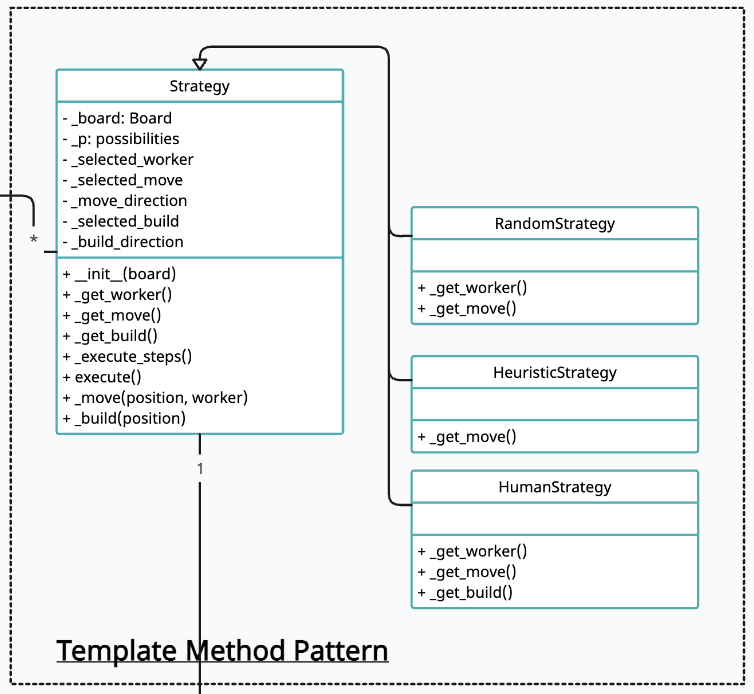 Strategy
- _board: Board
- _p: possibilities
- _selected_worker
- _selected_move
- _move_direction
- _selected_build
- _build_direction
+ __init__(board)
+ _get_worker()
+ _get_move()
+ _get_build()
+ _execute_steps()
+ execute()
+ _move(position, worker)
+ _build(position)
*
1
RandomStrategy
+ _get_worker()
+ _get_move()
HeuristicStrategy
+ _get_move()
HumanStrategy
+ _get_worker()
+ _get_move()
+ _get_build()
Template Method Pattern